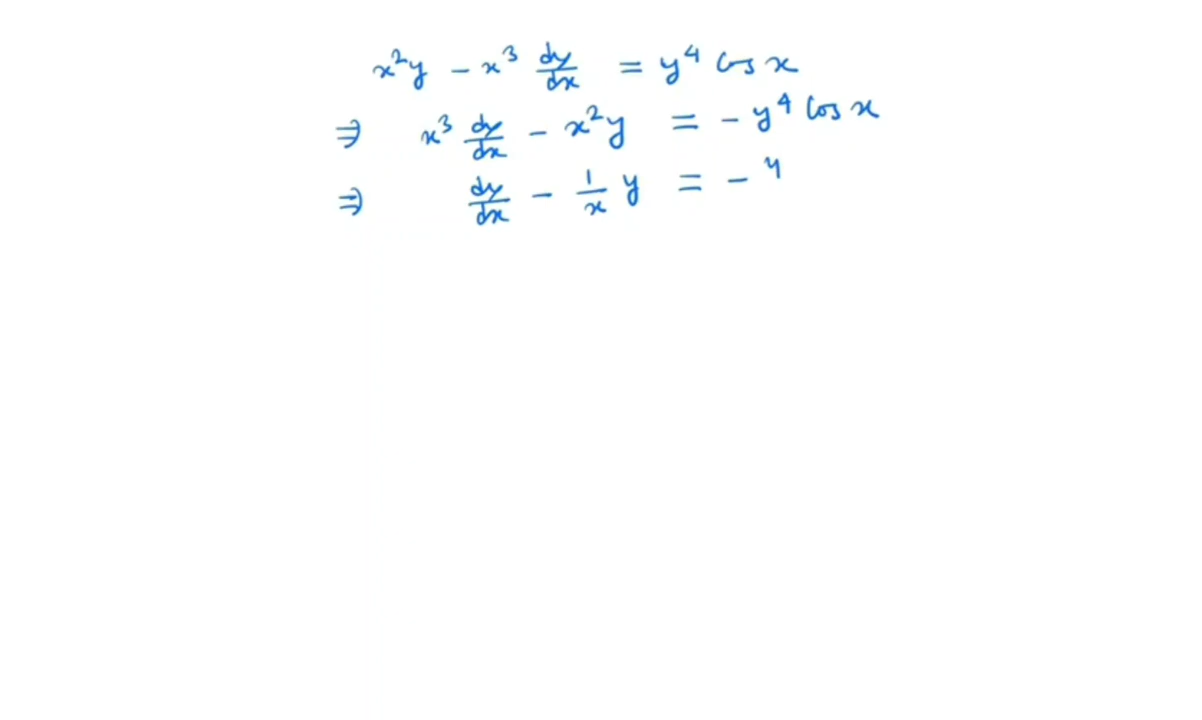 x²y - x³ dy/dx = y⁴ cos x
⇒ x³ dy/dx - x²y = - y⁴ cos x
⇒ dy/dx - 1/x y = - y